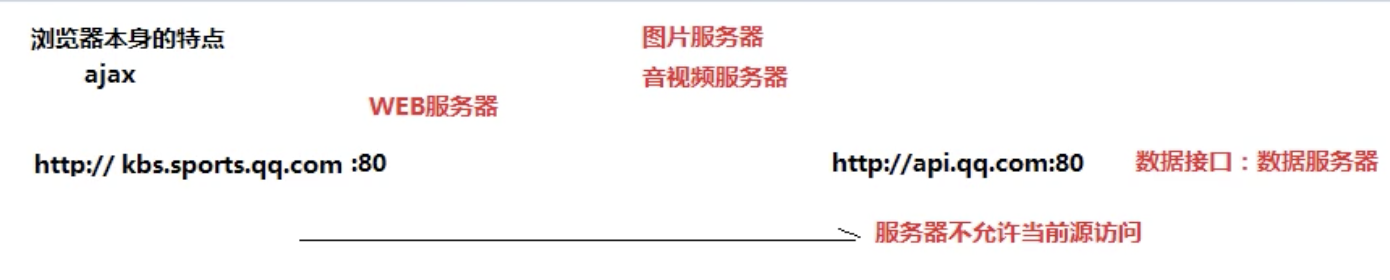 浏览器本身的特点
图片服务器
ajax
音视频服务器
WEB服务器
http:// kbs.sports.qq.com :80
http://api.qq.com:80
数据接口：数据服务器
服务器不允许当前源访问